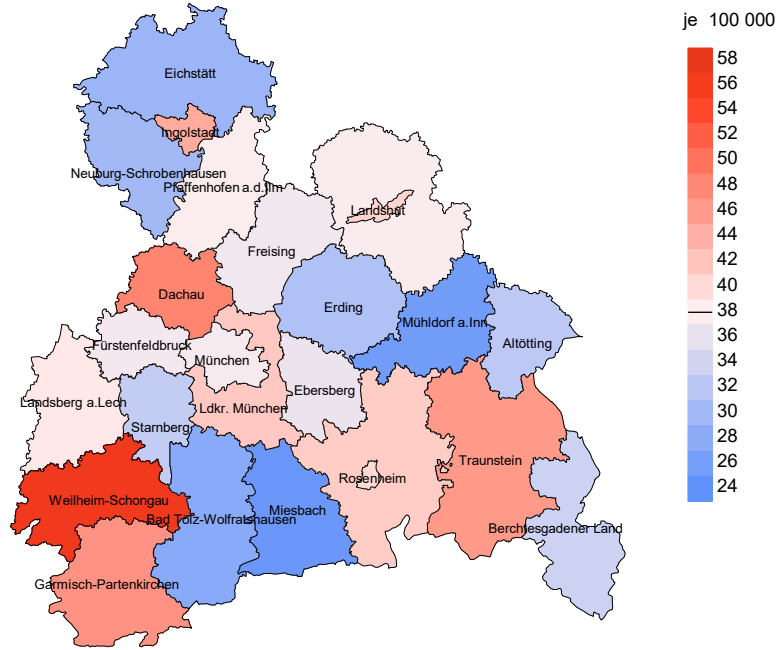 je 100 000
58
56
54
52
50
48
46
44
42
40
38
36
34
32
30
28
26
24
Eichstätt
Ingolstadt
Neuburg-Schrobenhausen
Pfaffenhofen a.d.Ilm
Landshut
Freising
Dachau
Erding
Mühldorf a.Inn
Altötting
Fürstenfeldbruck
München
Ebersberg
Landsberg a.Lech
Ldkr. München
Starnberg
Traunstein
Rosenheim
Weilheim-Schongau
Miesbach
Bad Tölz-Wolfratshausen
Berchtesgadener Land
Garmisch-Partenkirchen